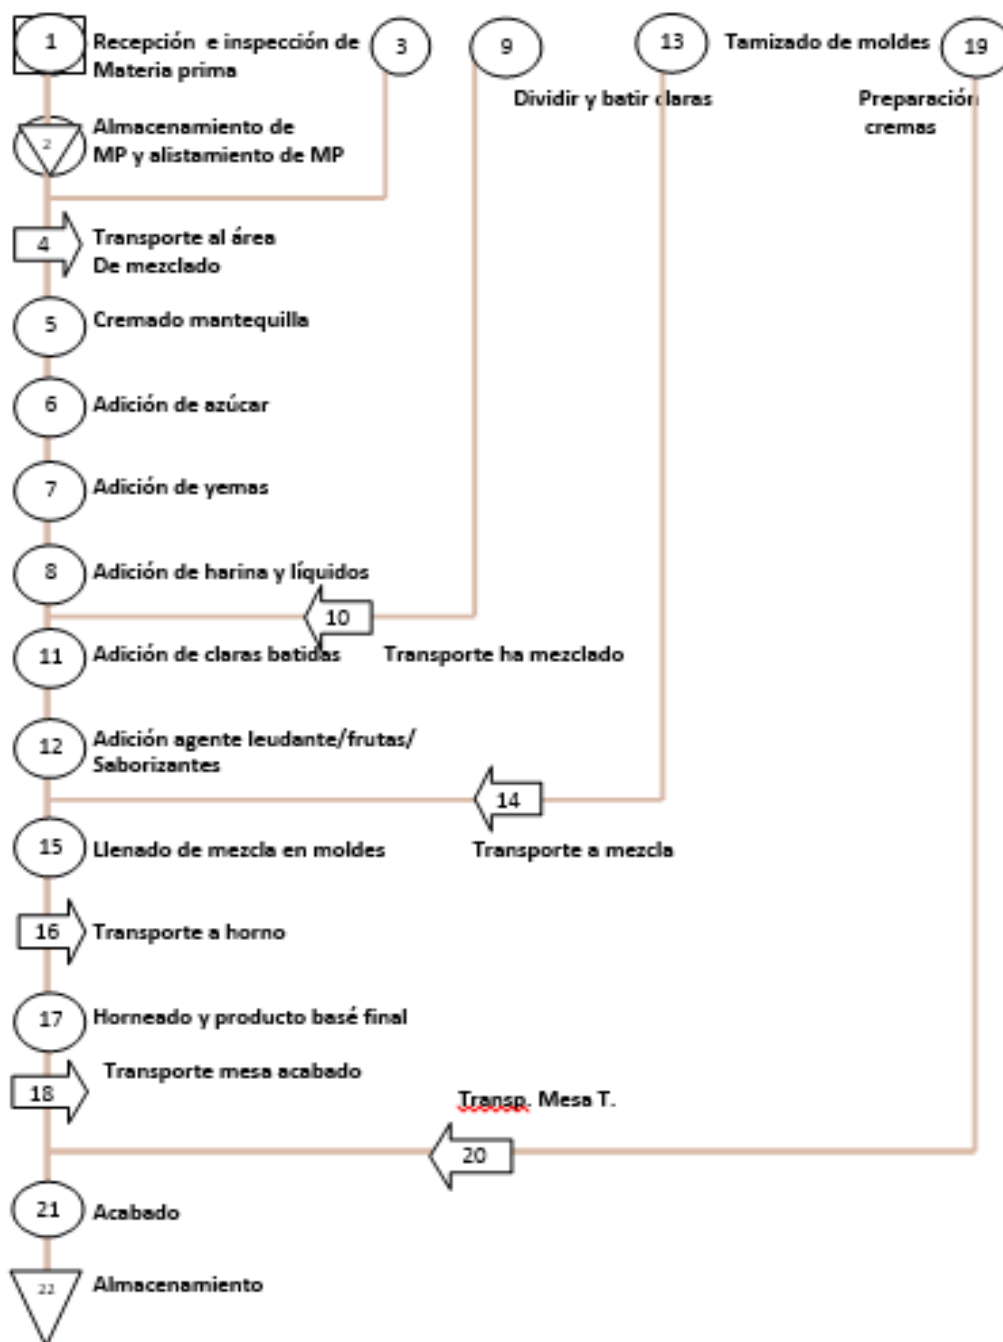 1
Recepción e inspección de
Materia prima
3
9
13
Tamizado de moldes
19
Dividir y batir claras
Preparación
cremas
2
Almacenamiento de
MP y alistamiento de MP
4
Transporte al área
De mezclado
5
Cremado mantequilla
6
Adición de azúcar
7
Adición de yemas
8
Adición de harina y líquidos
10
11
Adición de claras batidas
Transporte ha mezclado
12
Adición agente leudante/frutas/
Saborizantes
14
15
Llenado de mezcla en moldes
Transporte a mezcla
16
Transporte a horno
17
Horneado y producto basé final
18
Transporte mesa acabado
Transp. Mesa T.
20
21
Acabado
22
Almacenamiento